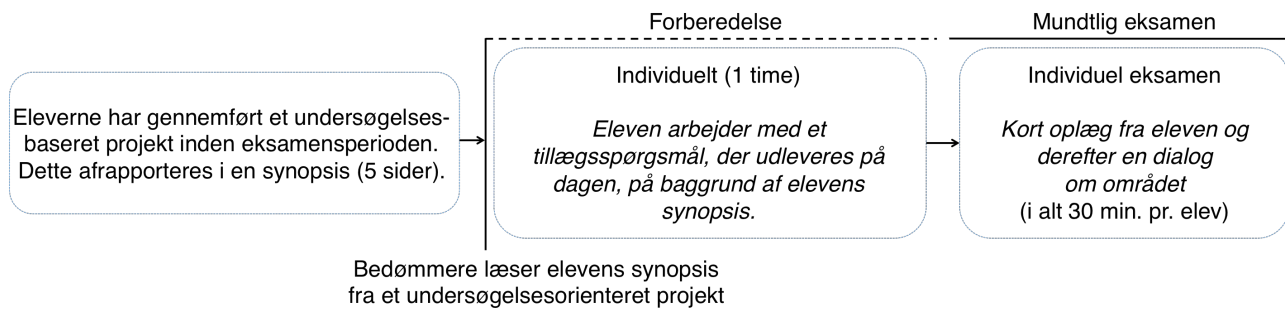 Forberedelse
Mundtlig eksamen
Eleverne har gennemført et undersøgelses-
baseret projekt inden eksamensperioden.
Dette afrapporteres i en synopsis (5 sider).
Individuelt (1 time)
Eleven arbejder med et
tillægsspørgsmål, der udleveres på
dagen, på baggrund af elevens
synopsis.
Individuel eksamen
Kort oplæg fra eleven og
derefter en dialog
om området
(i alt 30 min. pr. elev)
Bedømmere læser elevens synopsis
fra et undersøgelsesorienteret projekt